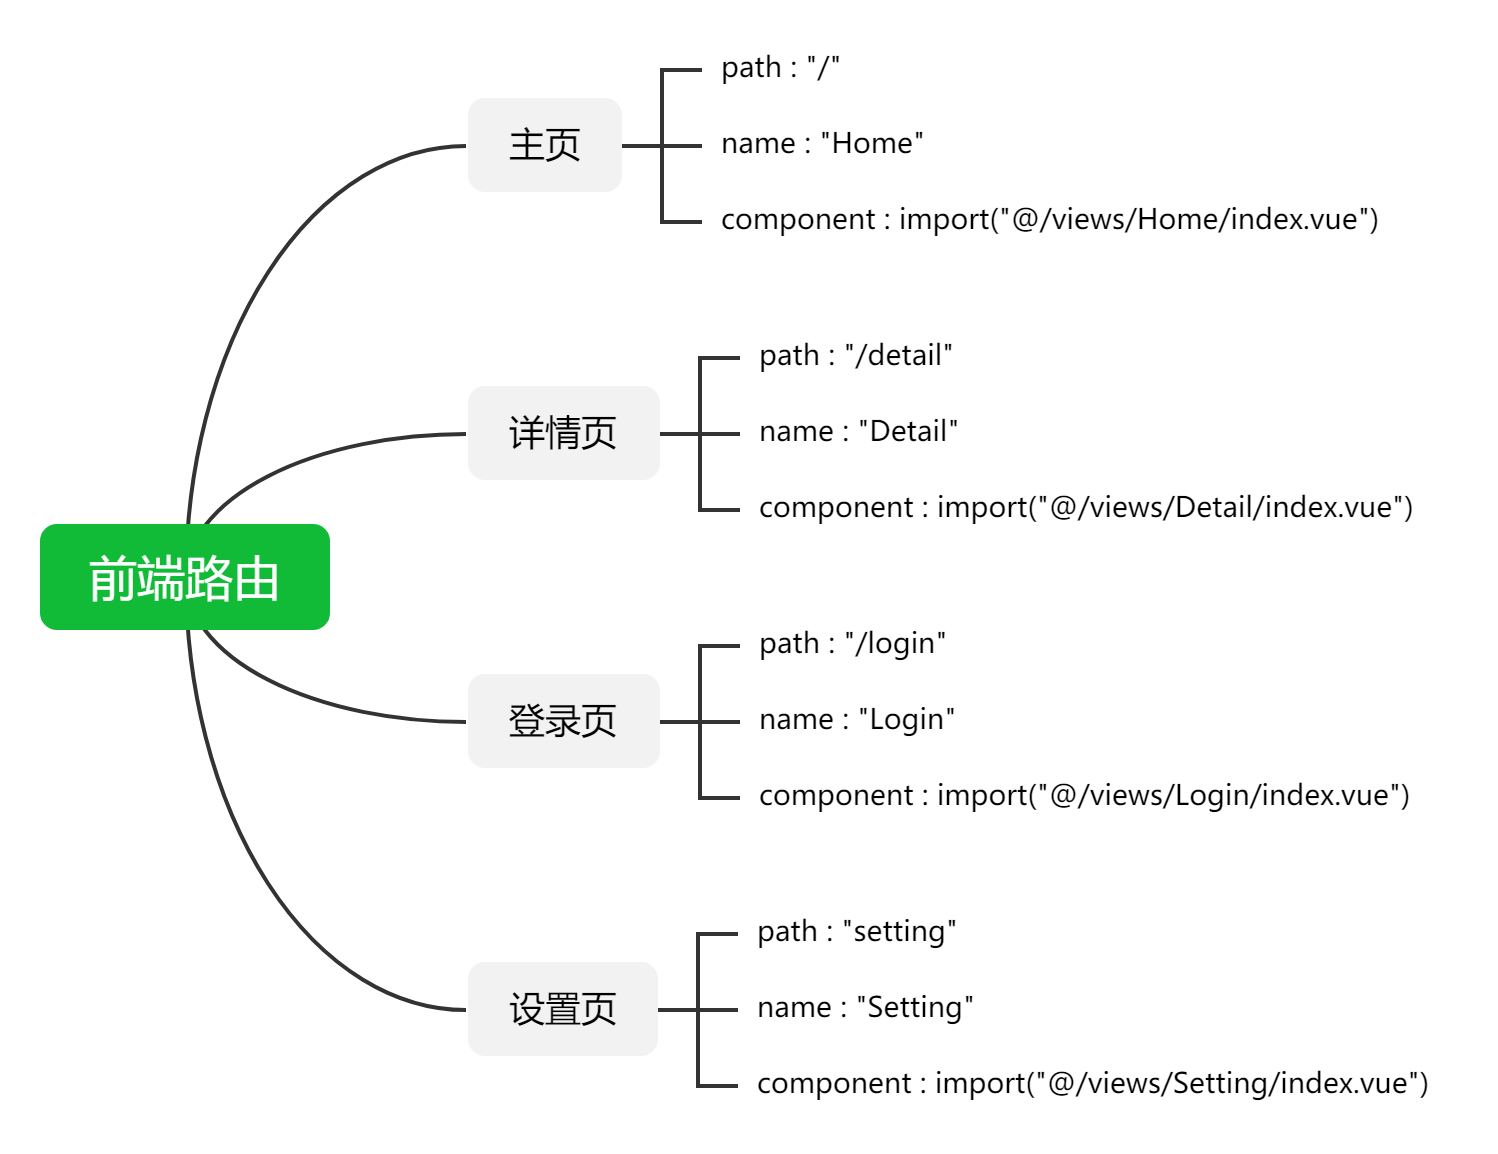 前端路由
主页
path : "/"
name : "Home"
component : import("@/views/Home/index.vue")
详情页
path : "/detail"
name : "Detail"
component : import("@/views/Detail/index.vue")
登录页
path : "/login"
name : "Login"
component : import("@/views/Login/index.vue")
设置页
path : "setting"
name : "Setting"
component : import("@/views/Setting/index.vue")